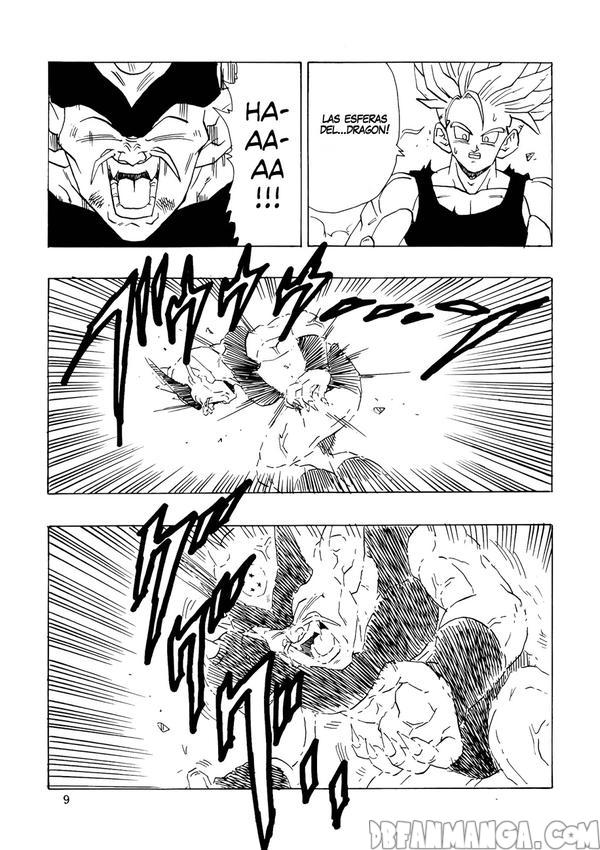 LAS ESFERAS
DEL...DRAGON!
HA-
AA-
AA
!!!
9
DBFANMANGA.COM